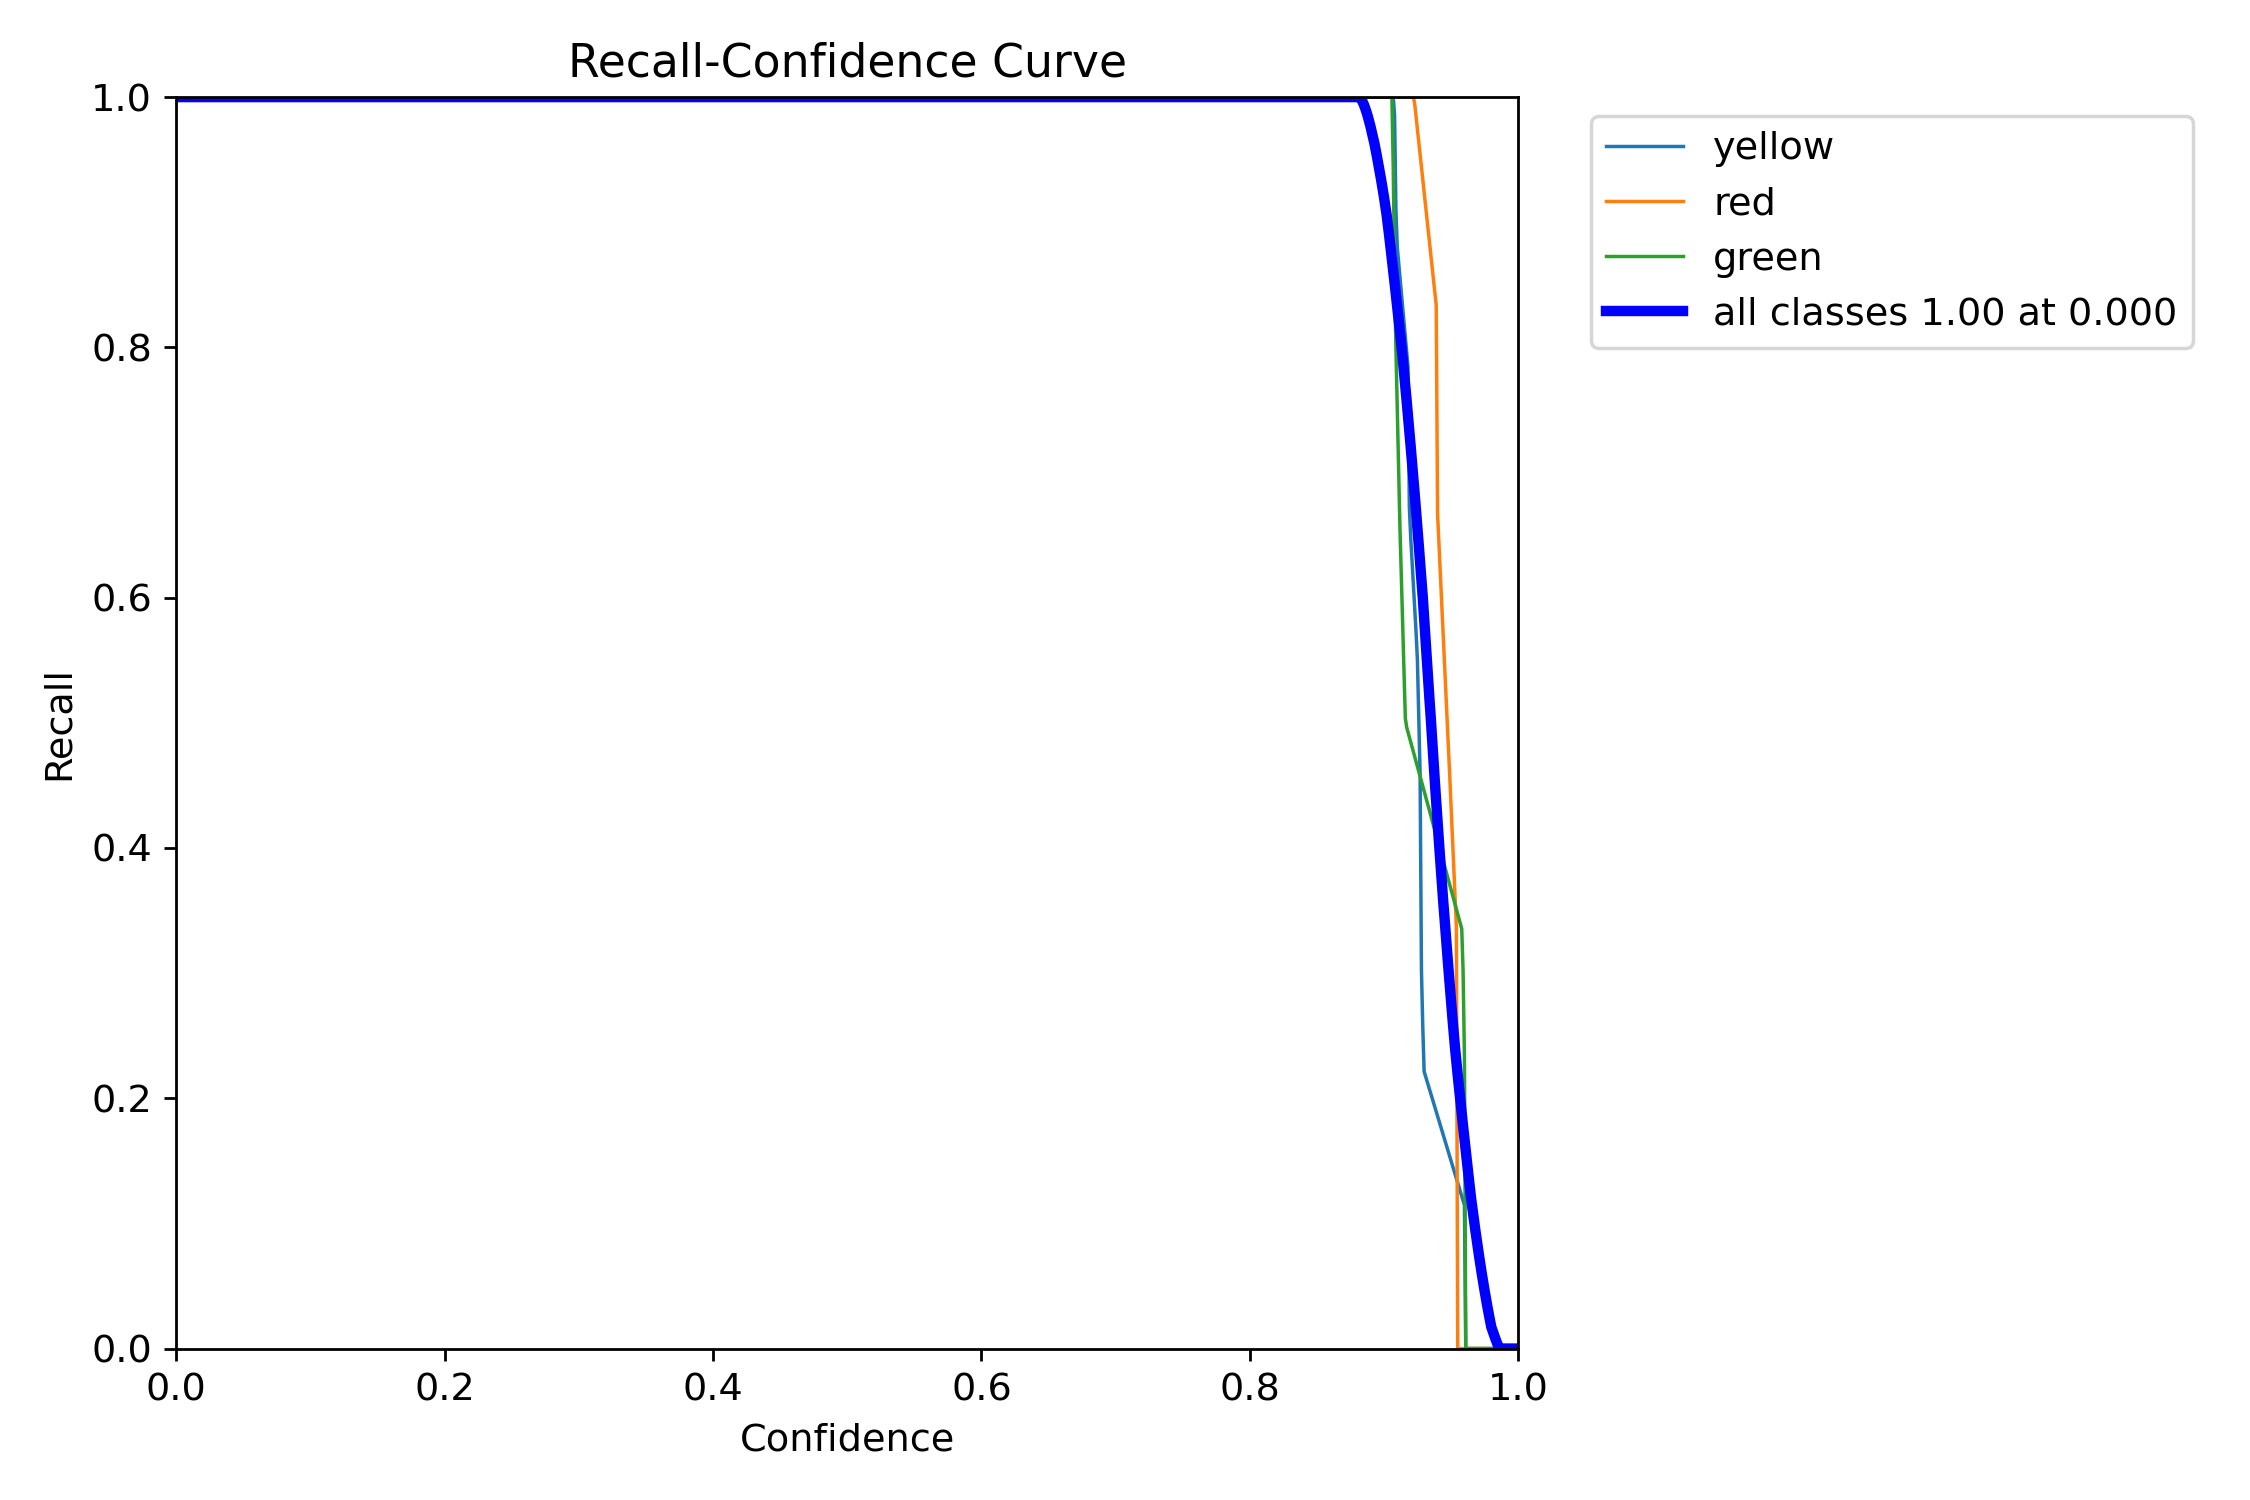 Recall-Confidence Curve
1.0
0.8
0.6
0.4
0.2
0.0
Recall
0.0 0.2 0.4 0.6 0.8 1.0
Confidence
yellow
red
green
all classes 1.00 at 0.000